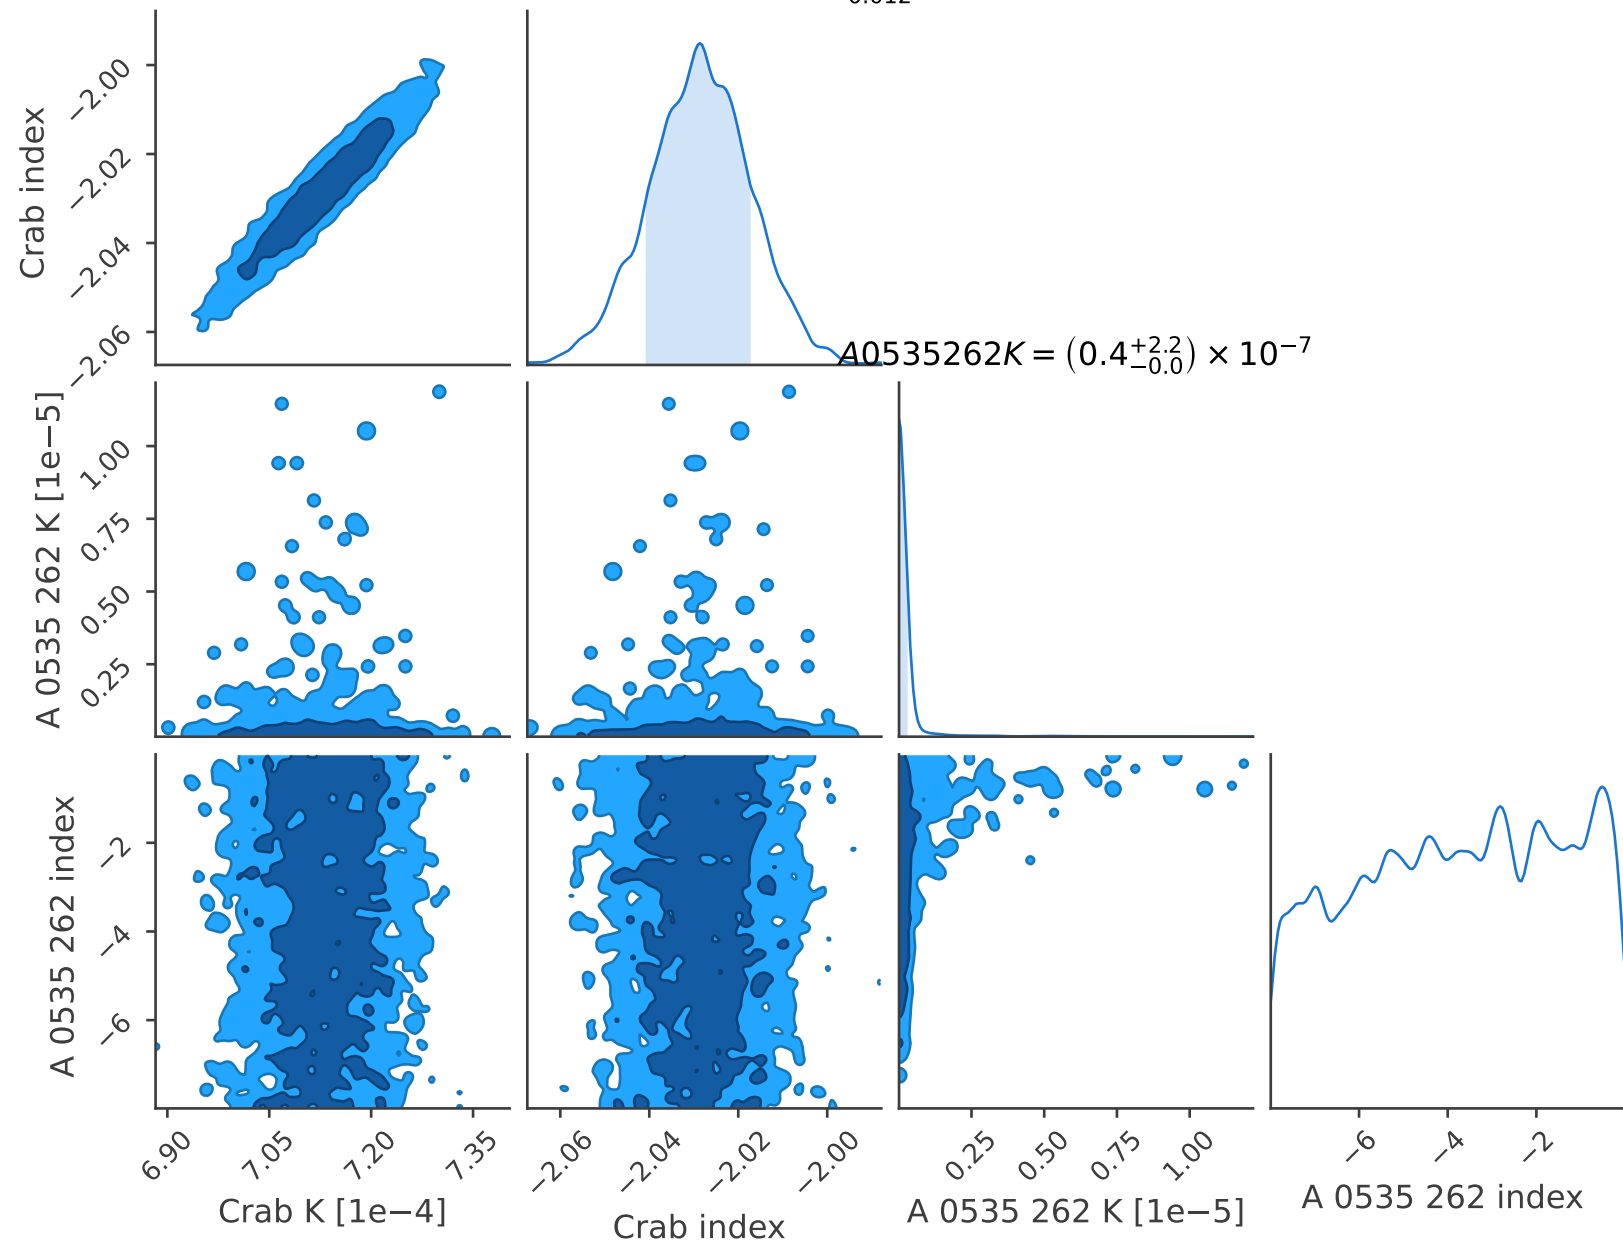 0.012
Crab index
−2.00
−2.02
−2.04
−2.06
A0535262K = (0.4 +2.2 −0.0) × 10−7
A 0535 262 K [1e−5]
1.00
0.75
0.50
0.25
A 0535 262 index
−2
−4
−6
6.90 7.05 7.20 7.35
−2.06 −2.04 −2.02 −2.00
0.25 0.50 0.75 1.00
−6 −4 −2
Crab K [1e−4]
Crab index
A 0535 262 K [1e−5]
A 0535 262 index